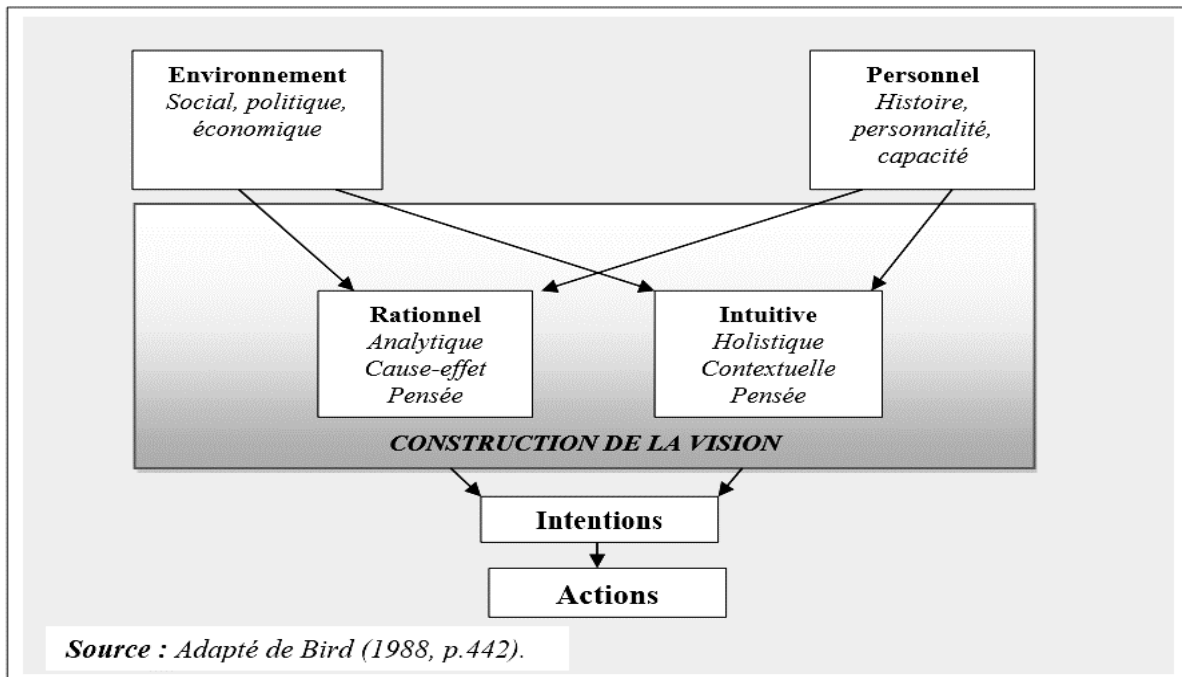 Environnement
Social, politique,
économique
Personnel
Histoire,
personnalité,
capacité
Rationnel
Analytique
Cause-effet
Pensée
Intuitive
Holistique
Contextuelle
Pensée
CONSTRUCTION DE LA VISION
Intentions
Actions
Source : Adapté de Bird (1988, p.442).